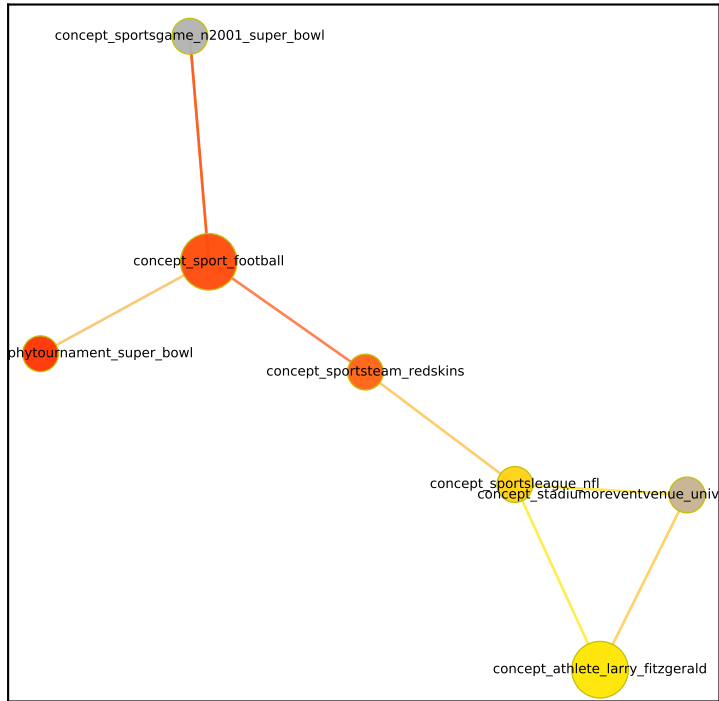 concept_sportsgame_n2001_super_bowl
concept_sport_football
phytournament_super_bowl
concept_sportsteam_redskins
concept_sportsleague_nfl
concept_stadiumoreventvenue_univ
concept_athlete_larry_fitzgerald